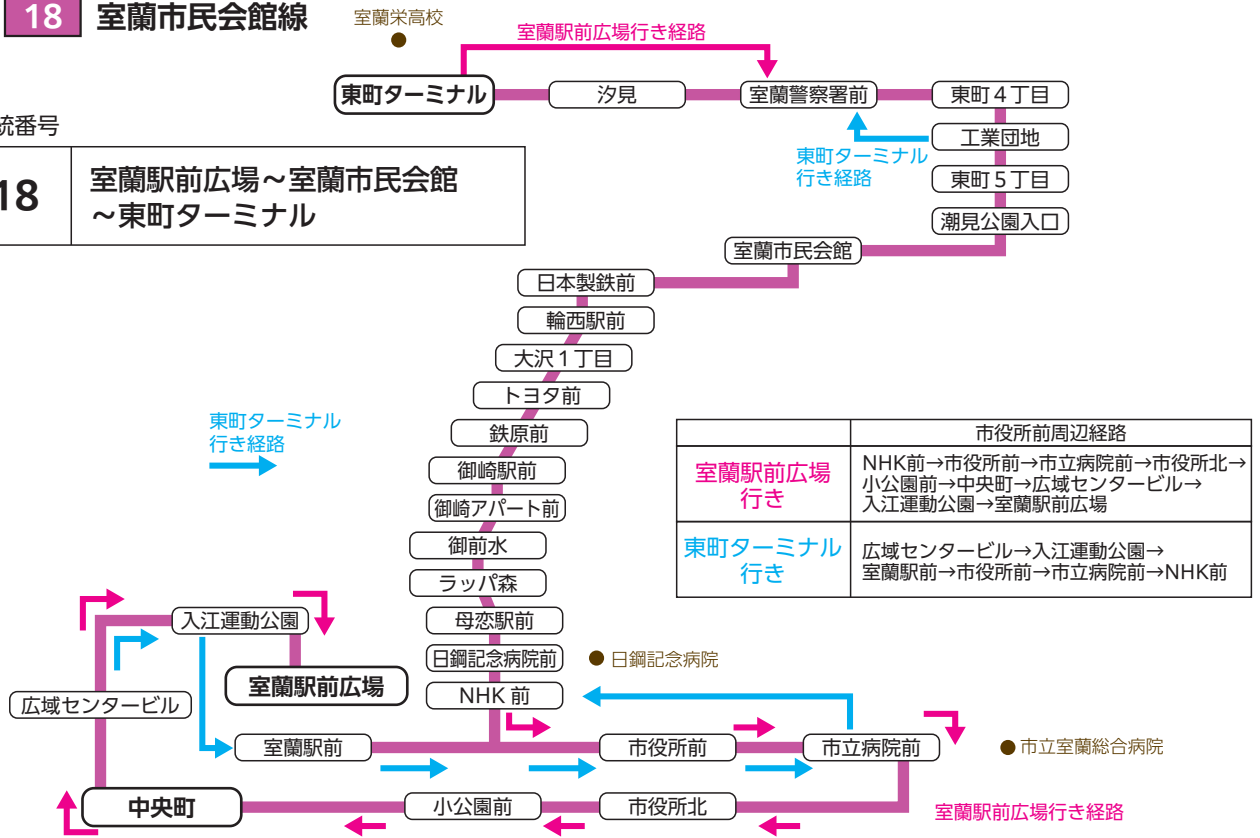 18 室蘭市民会館線
室蘭栄高校
室蘭駅前広場行き経路
東町ターミナル
汐見
室蘭警察署前
東町4丁目
統番号
工業団地
東町ターミナル
行き経路
18
室蘭駅前広場～室蘭市民会館
～東町ターミナル
東町5丁目
潮見公園入口
室蘭市民会館
日本製鉄前
輪西駅前
大沢1丁目
トヨタ前
鉄原前
御崎駅前
御崎アパート前
御前水
ラッパ森
母恋駅前
日鋼記念病院前
日鋼記念病院
NHK 前
東町ターミナル
行き経路
市役所前周辺経路
室蘭駅前広場
行き
NHK前→市役所前→市立病院前→市役所北→
小公園前→中央町→広域センタービル→
入江運動公園→室蘭駅前広場
東町ターミナル
行き
広域センタービル→入江運動公園→
室蘭駅前→市役所前→市立病院前→NHK前
入江運動公園
室蘭駅前広場
広域センタービル
室蘭駅前
市役所前
市立病院前
市立室蘭総合病院
中央町
小公園前
市役所北
室蘭駅前広場行き経路